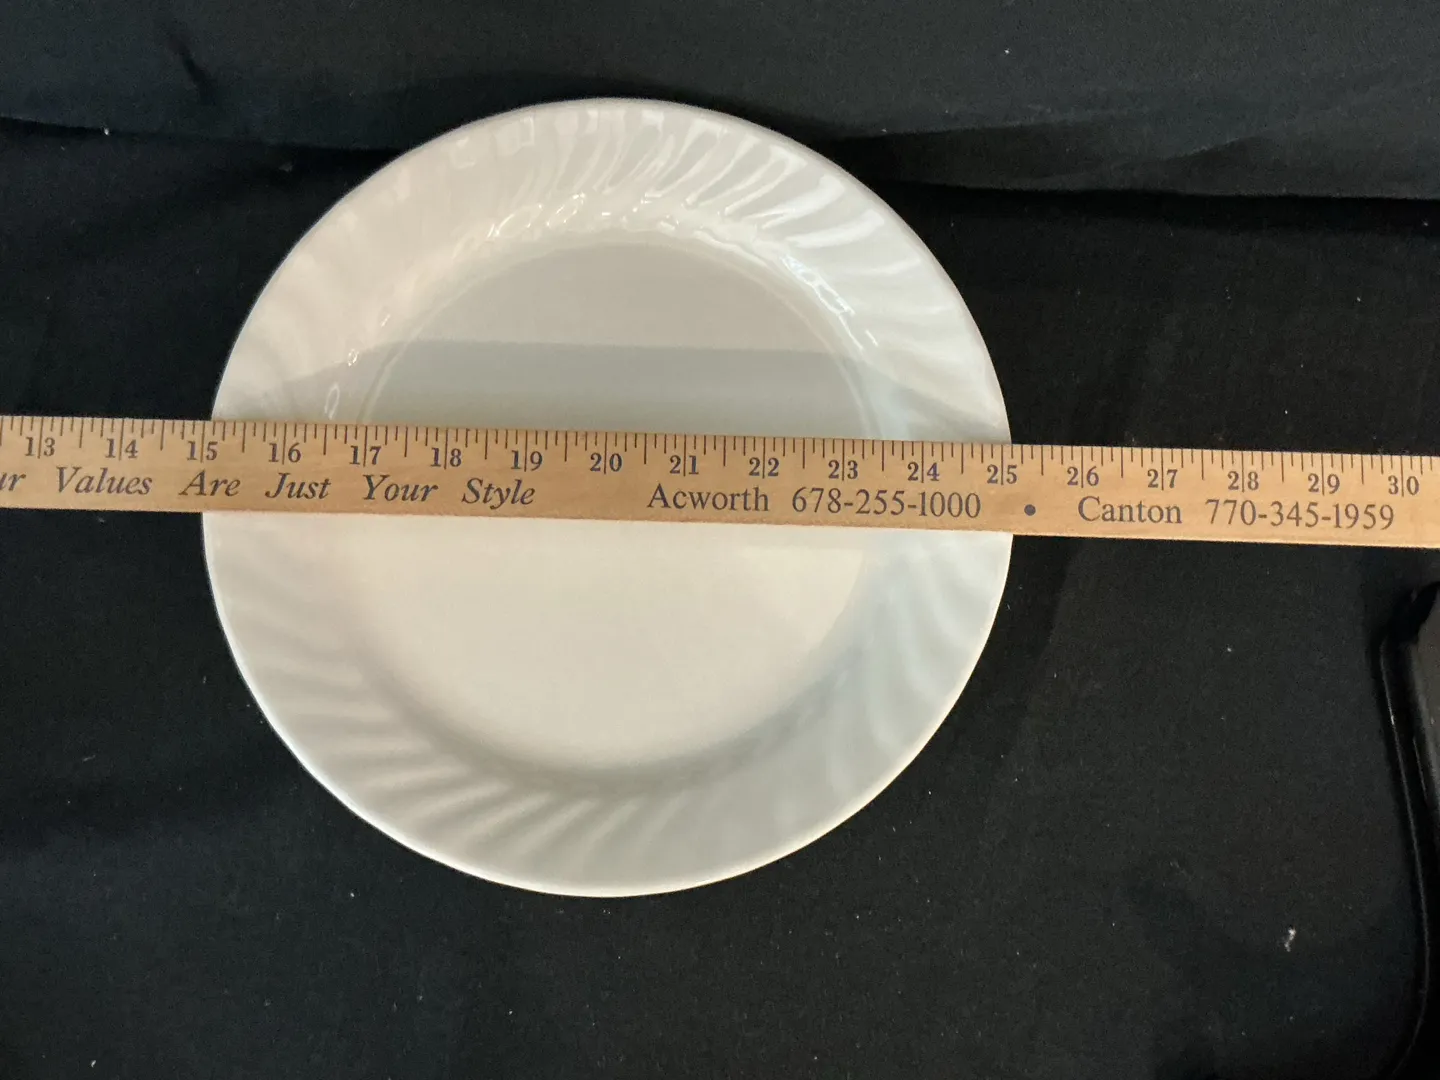 13 14 15 16 17 18 19 20 21 22 23 24 25 26 27 28 29 30
Values Are Just Your Style Acworth 678-255-1000 • Canton 770-345-1959